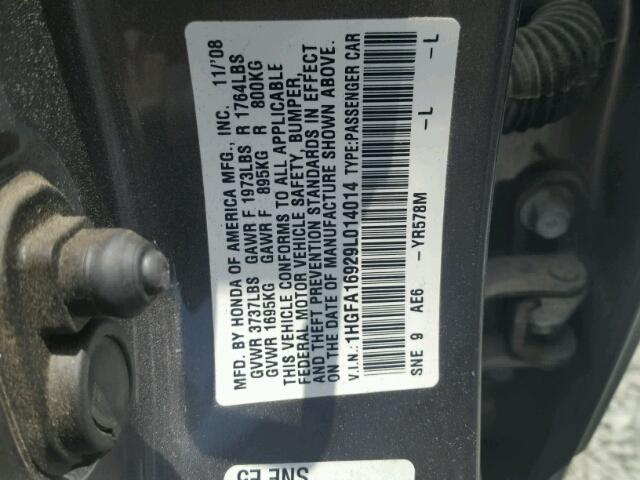 MFD. BY HONDA OF AMERICA MFG., INC. 11/'08
GVWR 3737LBS GAWR F 1973LBS R 1764LBS
GVWR 1695KG GAWR F 895KG R 800KG
THIS VEHICLE CONFORMS TO ALL APPLICABLE
FEDERAL MOTOR VEHICLE SAFETY, BUMPER,
AND THEFT PREVENTION STANDARDS IN EFFECT
ON THE DATE OF MANUFACTURE SHOWN ABOVE.
V.I.N.: 1HGFA16929L014014 TYPE:PASSENGER CAR
SNE 9 AE6 -YR578M -L -L
SNE E5